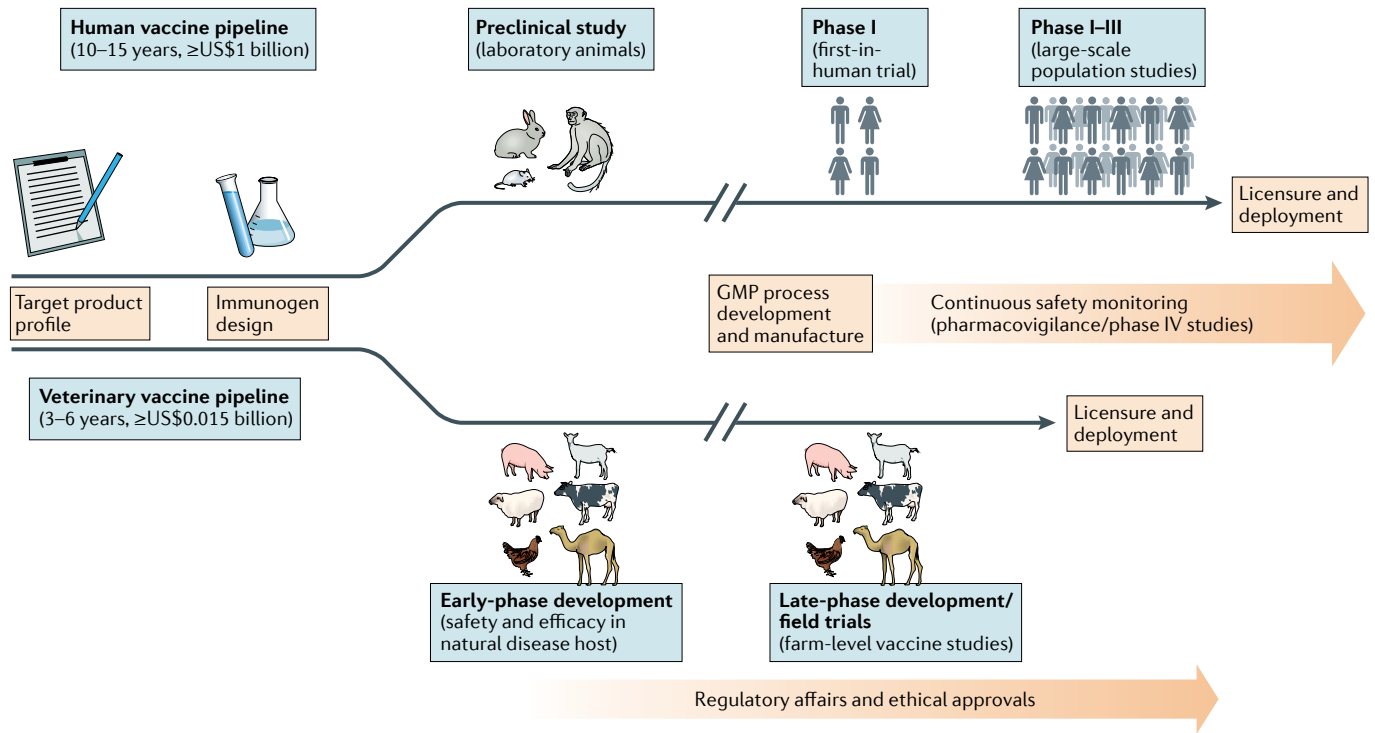 Human vaccine pipeline
(10–15 years, ≥US$1 billion)
Preclinical study
(laboratory animals)
Phase I
(first-in-
human trial)
Phase I–III
(large-scale
population studies)
Licensure and
deployment
Target product
profile
Immunogen
design
GMP process
development
and manufacture
Continuous safety monitoring
(pharmacovigilance/phase IV studies)
Veterinary vaccine pipeline
(3–6 years, ≥US$0.015 billion)
Licensure and
deployment
Early-phase development
(safety and efficacy in
natural disease host)
Late-phase development/
field trials
(farm-level vaccine studies)
Regulatory affairs and ethical approvals